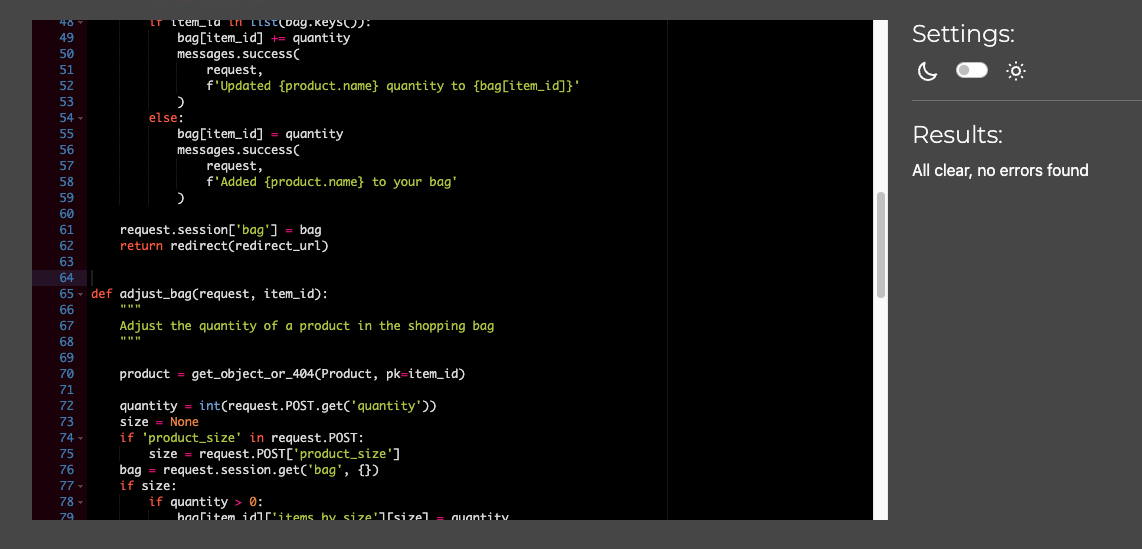 48 if item_id in list(bag.keys()):
49 bag[item_id] += quantity
50 messages.success(
51 request,
52 f'Updated {product.name} quantity to {bag[item_id]}'
53 )
54 else:
55 bag[item_id] = quantity
56 messages.success(
57 request,
58 f'Added {product.name} to your bag'
59 )
60
61 request.session['bag'] = bag
62 return redirect(redirect_url)
63
64
65 def adjust_bag(request, item_id):
66 """
67 Adjust the quantity of a product in the shopping bag
68 """
69
70 product = get_object_or_404(Product, pk=item_id)
71
72 quantity = int(request.POST.get('quantity'))
73 size = None
74 if 'product_size' in request.POST:
75 size = request.POST['product_size']
76 bag = request.session.get('bag', {})
77 if size:
78 if quantity > 0:
79 bag[item_id]['items_by_size'][size] = quantity
Settings:
Results:
All clear, no errors found